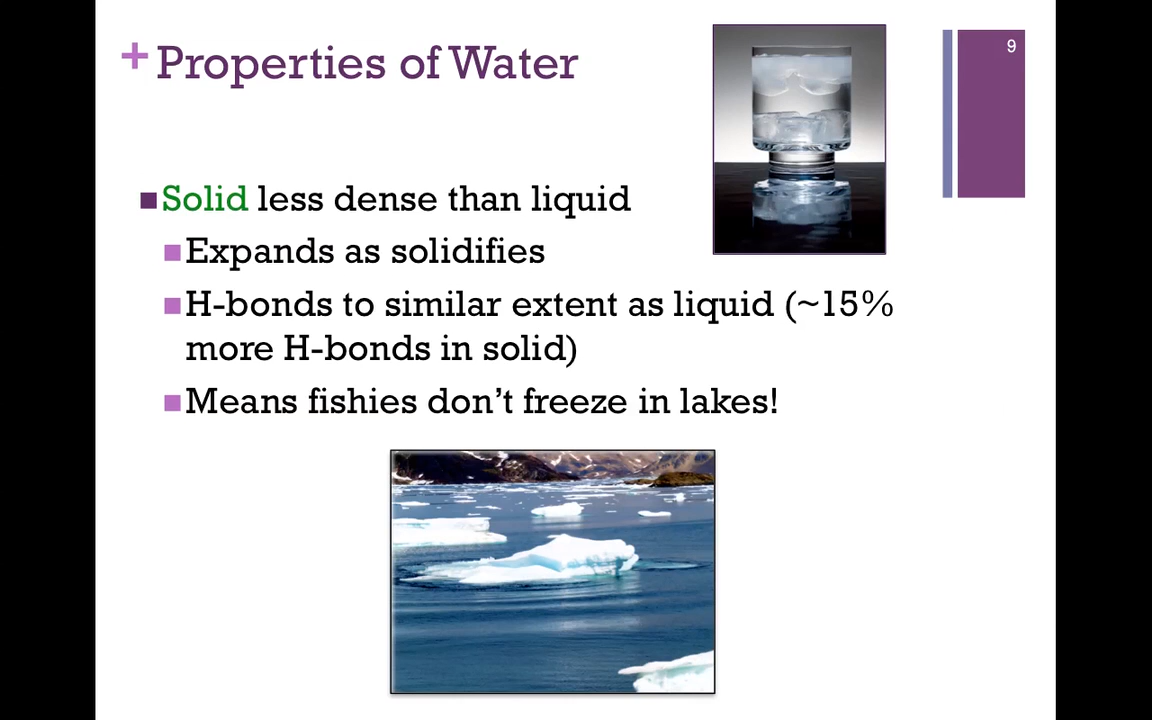 + Properties of Water
9
Solid less dense than liquid
Expands as solidifies
H-bonds to similar extent as liquid (~15%
more H-bonds in solid)
Means fishies don’t freeze in lakes!